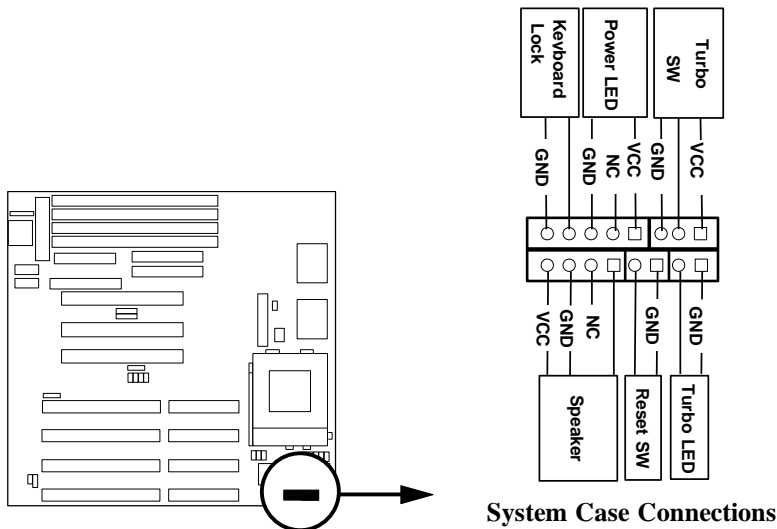 Keyboard
Lock
Power LED
Turbo
SW
GND
GND
NC
VCC
GND
VCC
VCC
GND
NC
GND
GND
Speaker
Reset SW
Turbo LED
System Case Connections